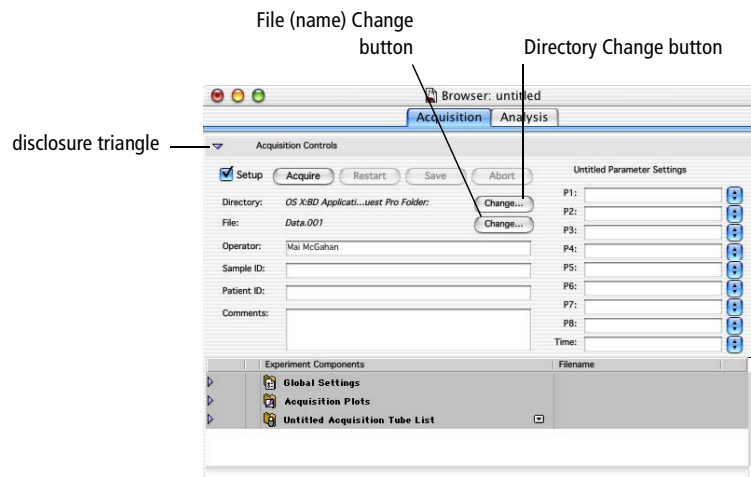 File (name) Change
button
Directory Change button
Browser: untitled
Acquisition Analysis
disclosure triangle
Acquisition Controls
Setup Acquire Restart Save Abort
Untitled Parameter Settings
Directory: OS X:BD Applicati...uest Pro Folder: Change...
File: Data.001 Change...
Operator: Mai McGahan
Sample ID:
Patient ID:
Comments:
P1:
P2:
P3:
P4:
P5:
P6:
P7:
P8:
Time:
Experiment Components Filename
Global Settings
Acquisition Plots
Untitled Acquisition Tube List